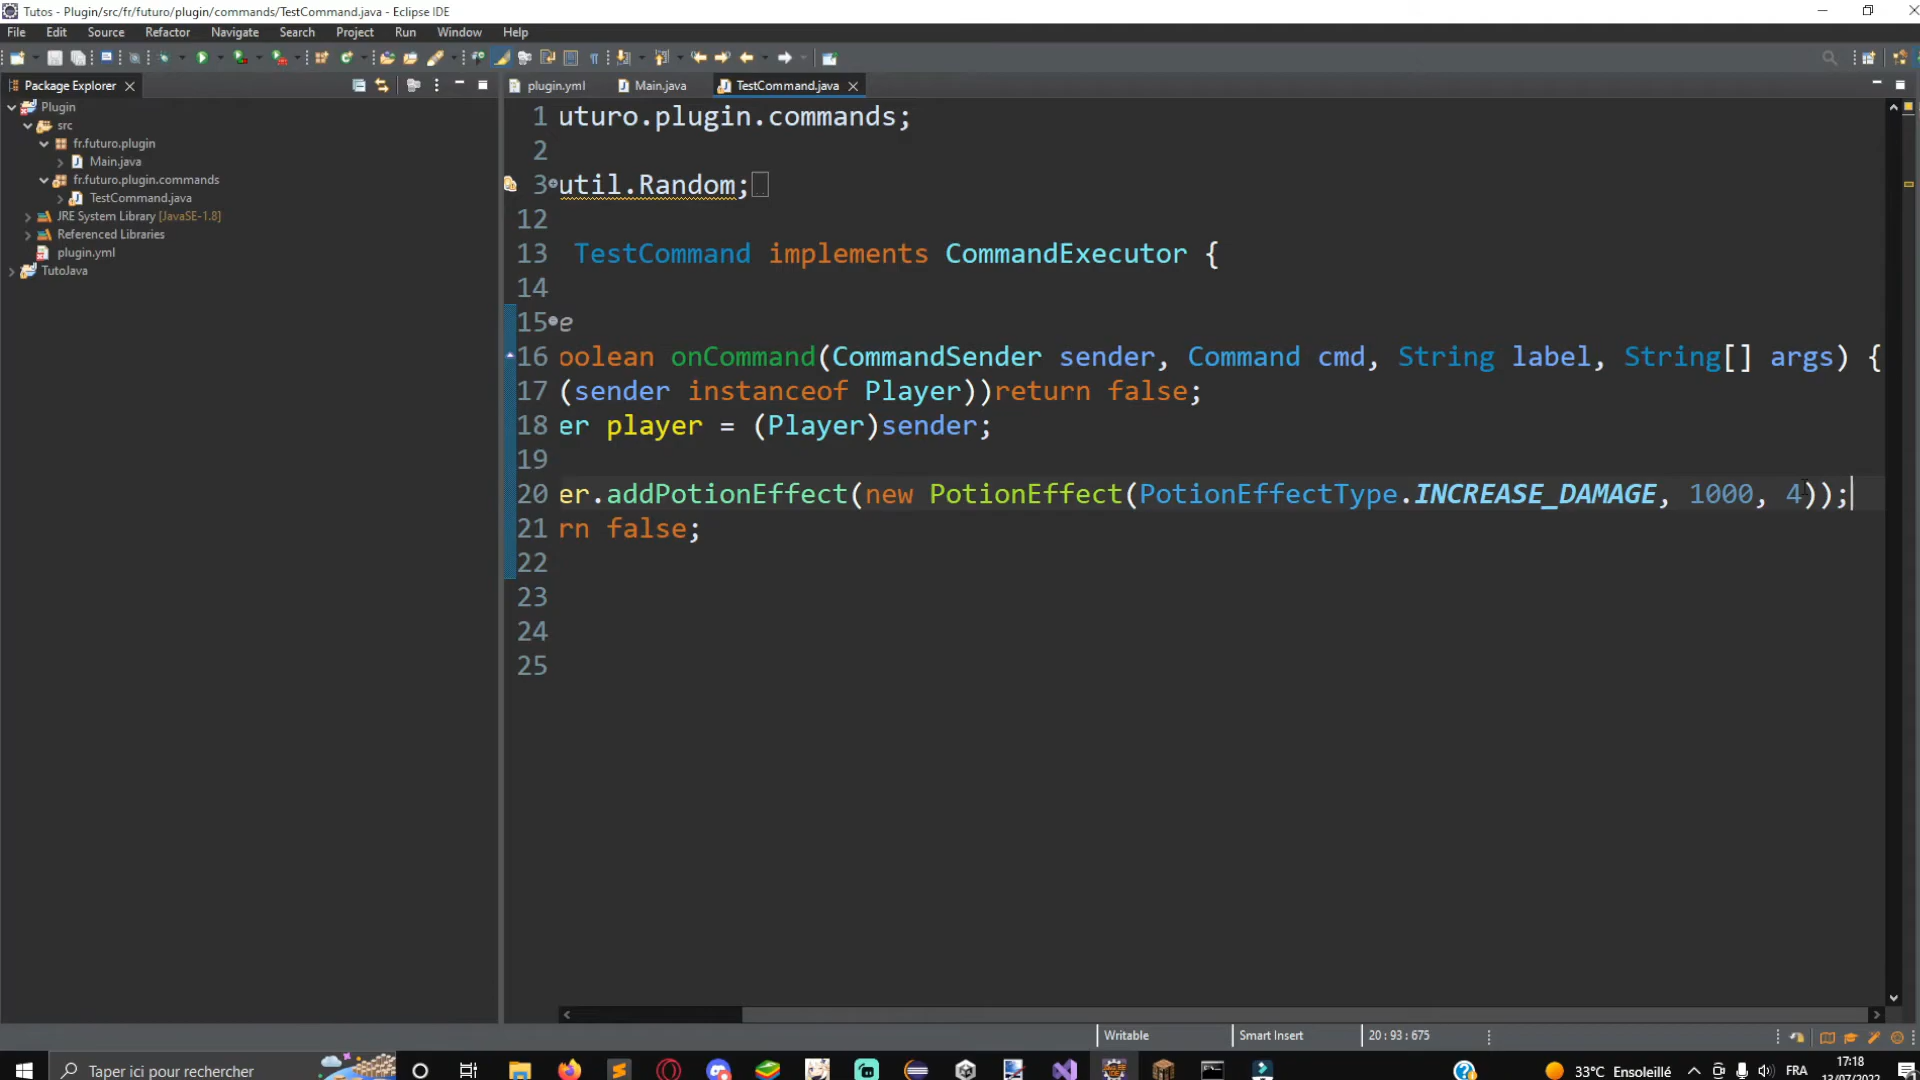 Tutos - Plugin/src/fr/futuro/plugin/commands/TestCommand.java - Eclipse IDE
File Edit Source Refactor Navigate Search Project Run Window Help
Package Explorer
plugin.yml
Main.java
TestCommand.java
Plugin
src
fr.futuro.plugin
Main.java
fr.futuro.plugin.commands
TestCommand.java
JRE System Library [JavaSE-1.8]
Referenced Libraries
plugin.yml
TutoJava
1 uturo.plugin.commands;
2
3 util.Random;
12
13 TestCommand implements CommandExecutor {
14
15 e
16 oolean onCommand(CommandSender sender, Command cmd, String label, String[] args) {
17 (sender instanceof Player))return false;
18 er player = (Player)sender;
19
20 er.addPotionEffect(new PotionEffect(PotionEffectType.INCREASE_DAMAGE, 1000, 4));
21 rn false;
22
23
24
25
Writable Smart Insert 20 : 93 : 675
Taper ici pour rechercher
33°C Ensoleillé
FRA
17:18
13/07/2022